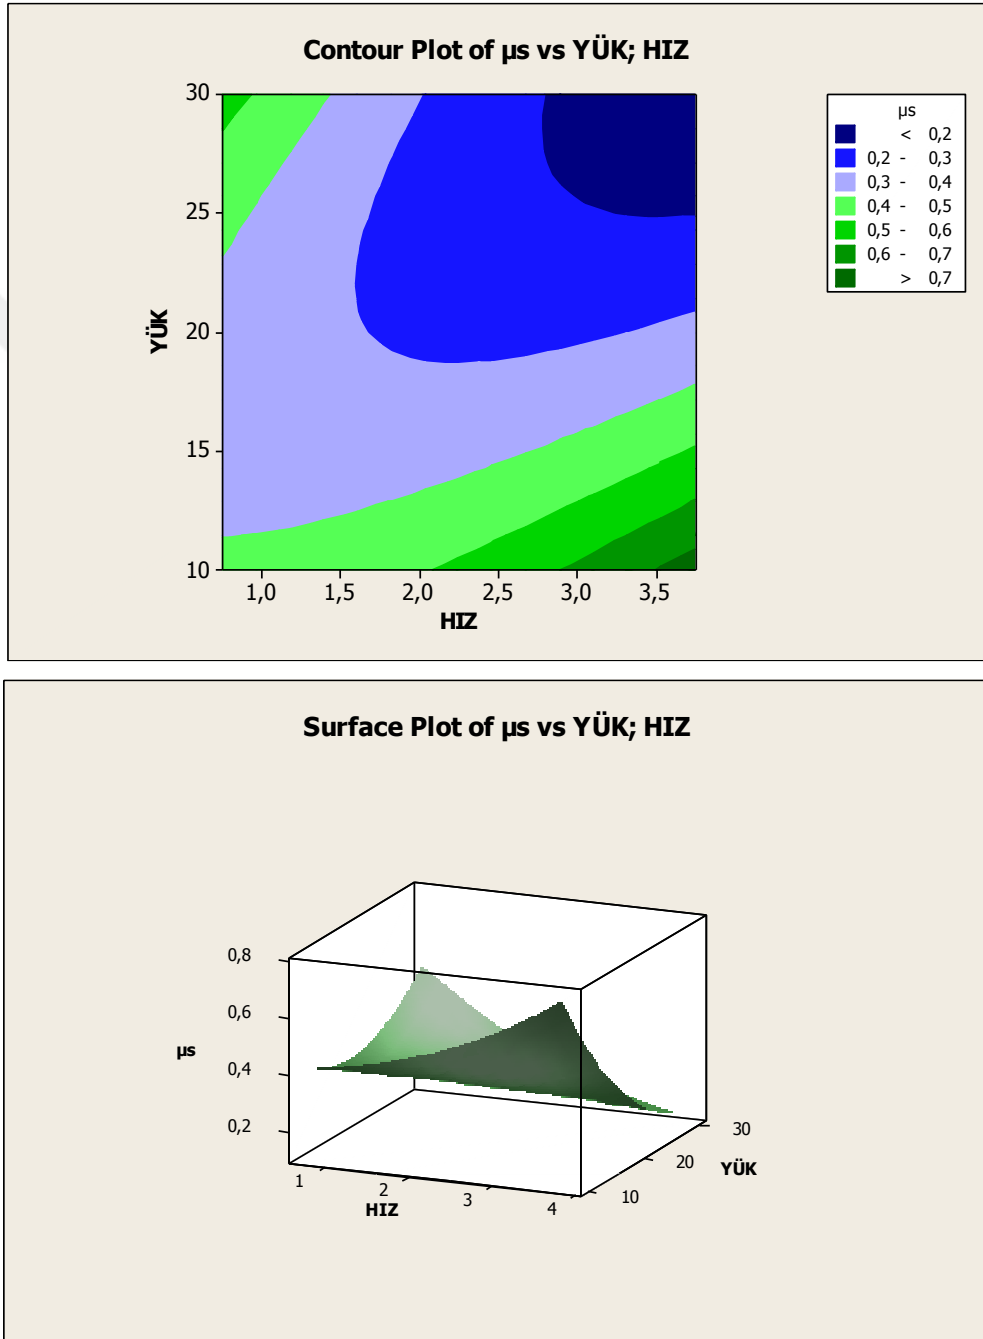 Contour Plot of µs vs YÜK; HIZ
30
25
20
15
10
YÜK
1,0 1,5 2,0 2,5 3,0 3,5
HIZ
µs
< 0,2
0,2 - 0,3
0,3 - 0,4
0,4 - 0,5
0,5 - 0,6
0,6 - 0,7
> 0,7
Surface Plot of µs vs YÜK; HIZ
0,8
0,6
0,4
0,2
µs
1 2 3 4
HIZ
10 20 30
YÜK